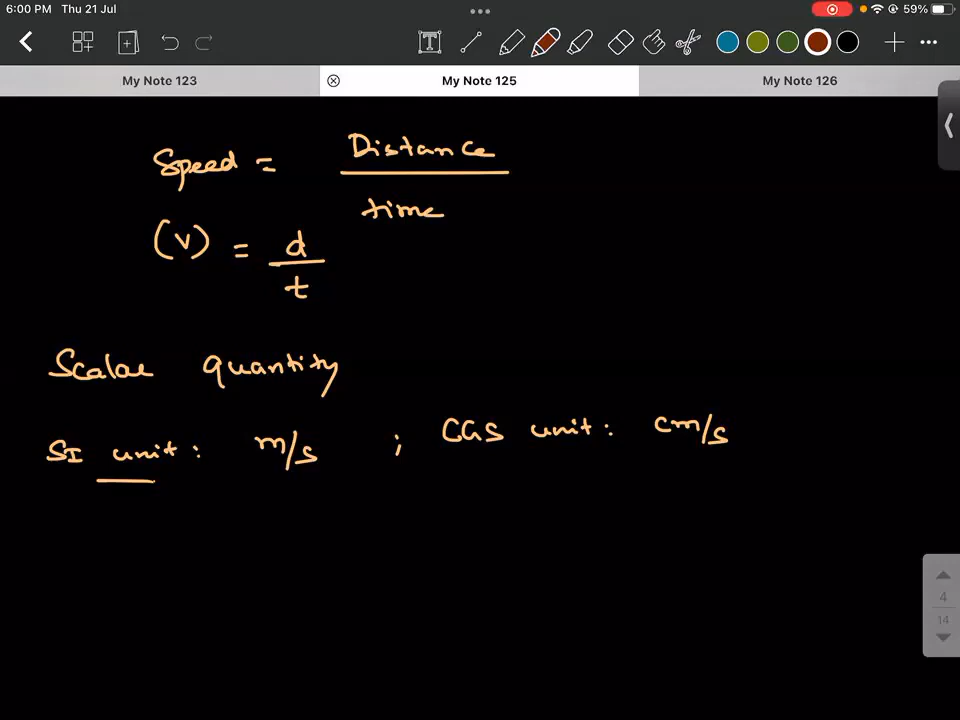 6:00 PM Thu 21 Jul 59%
My Note 123 My Note 125 My Note 126
Speed = Distance / time
(V) = d / t
Scalar quantity
SI unit : m/s ; CGS unit : cm/s
4
14